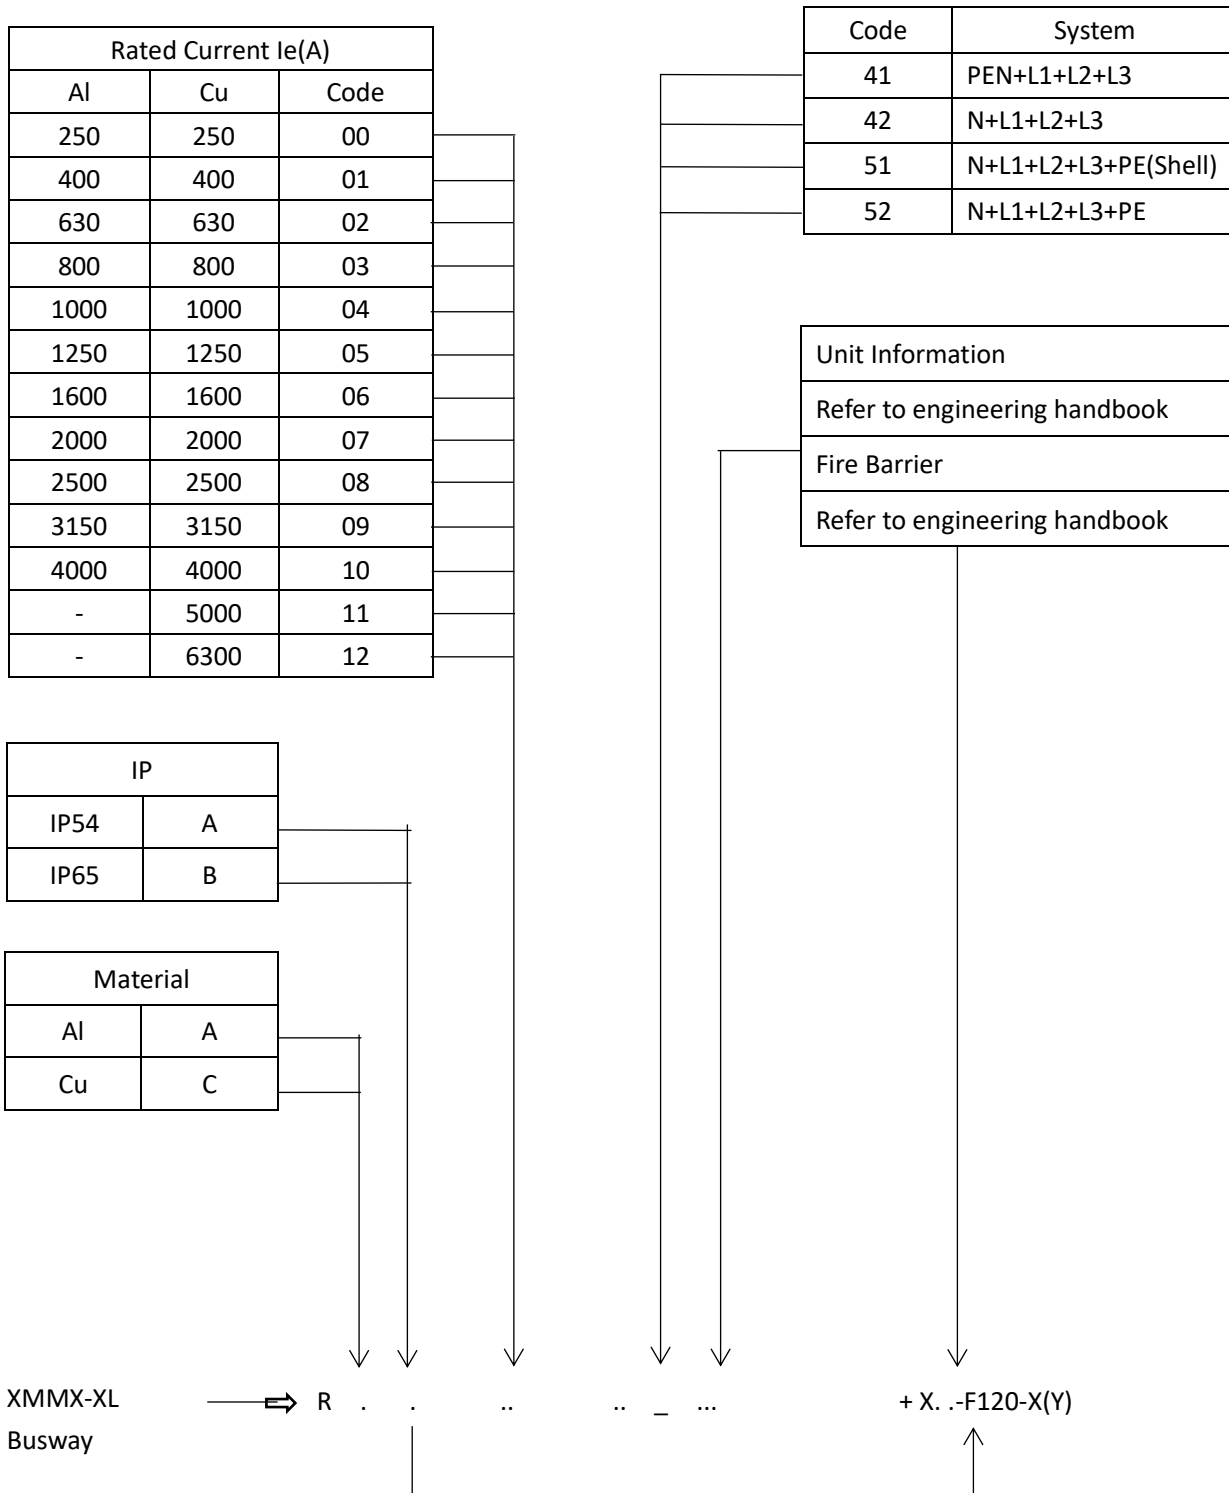 Rated Current Ie(A)
Al Cu Code
250 250 00
400 400 01
630 630 02
800 800 03
1000 1000 04
1250 1250 05
1600 1600 06
2000 2000 07
2500 2500 08
3150 3150 09
4000 4000 10
- 5000 11
- 6300 12
Code System
41 PEN+L1+L2+L3
42 N+L1+L2+L3
51 N+L1+L2+L3+PE(Shell)
52 N+L1+L2+L3+PE
Unit Information
Refer to engineering handbook
Fire Barrier
Refer to engineering handbook
IP
IP54 A
IP65 B
Material
Al A
Cu C
XMMX-XL ⇒ R . . .. .. _ ... + X. .-F120-X(Y)
Busway